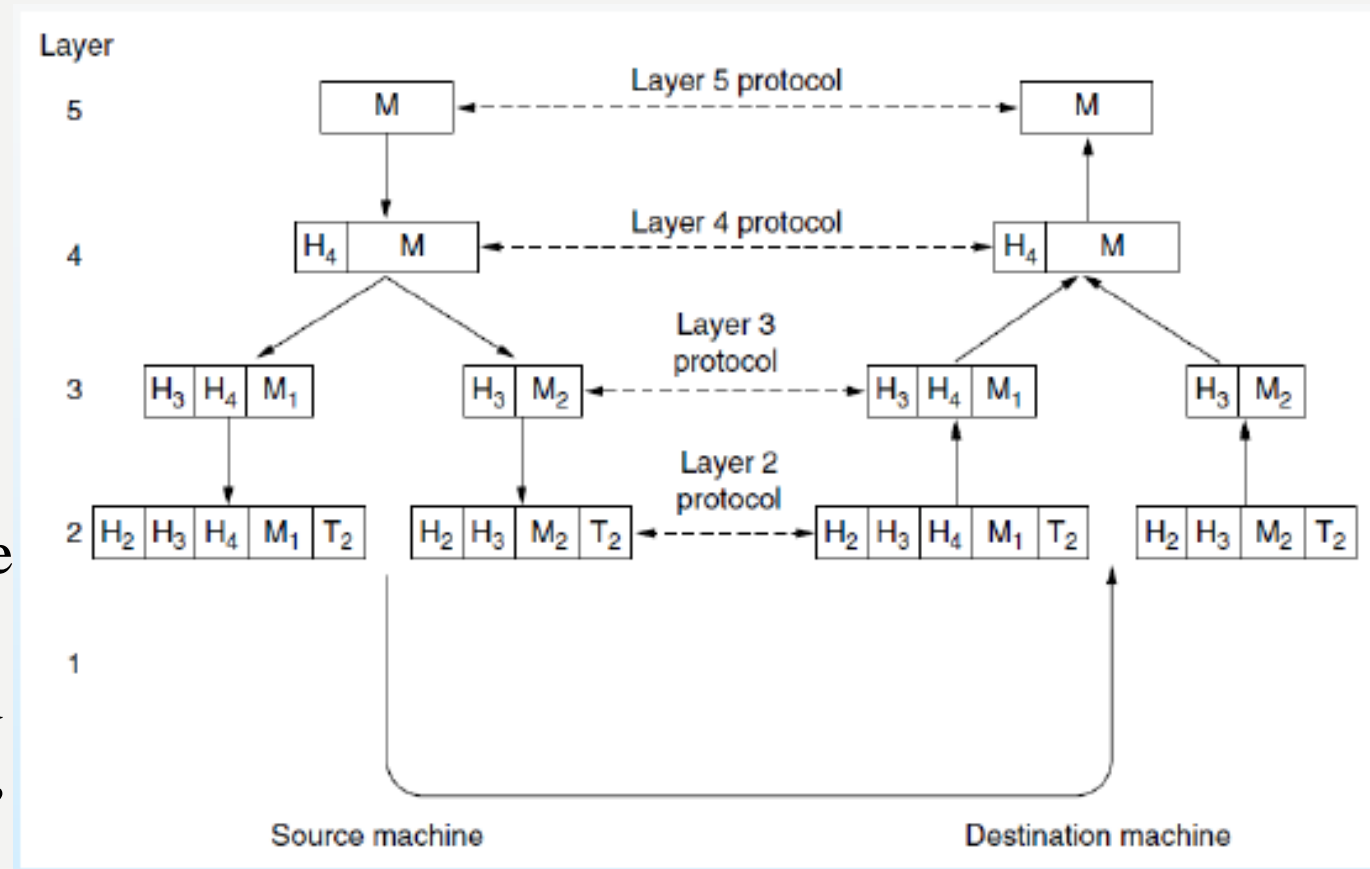 Layer
5 M Layer 5 protocol M
4 H₄ M Layer 4 protocol H₄ M
Layer 3
protocol
3 H₃ H₄ M₁ H₃ M₂ H₃ H₄ M₁ H₃ M₂
Layer 2
protocol
2 H₂ H₃ H₄ M₁ T₂ H₂ H₃ M₂ T₂ H₂ H₃ H₄ M₁ T₂ H₂ H₃ M₂ T₂
e
1
Source machine Destination machine